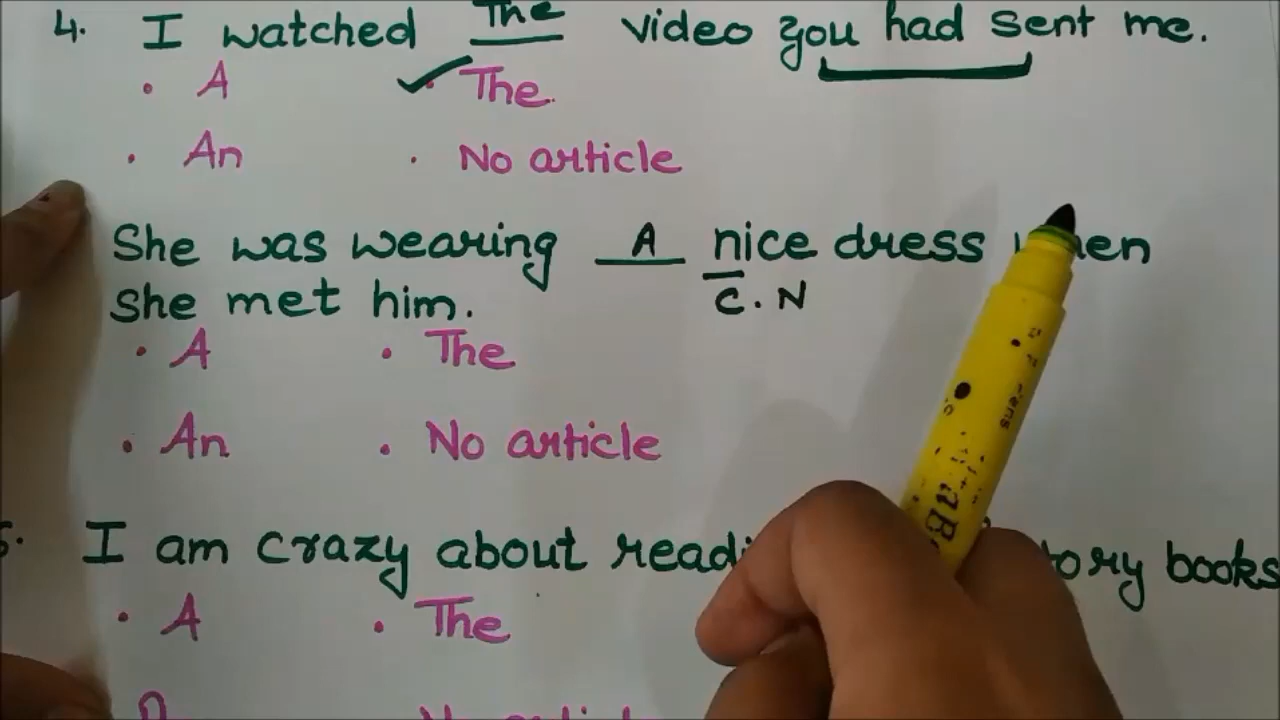 The
4. I watched ___ video you had sent me.
• A • The
• An • No article
She was wearing A nice dress
C.N
She met him.
• A • The
• An • No article
I am crazy about books
• A • The